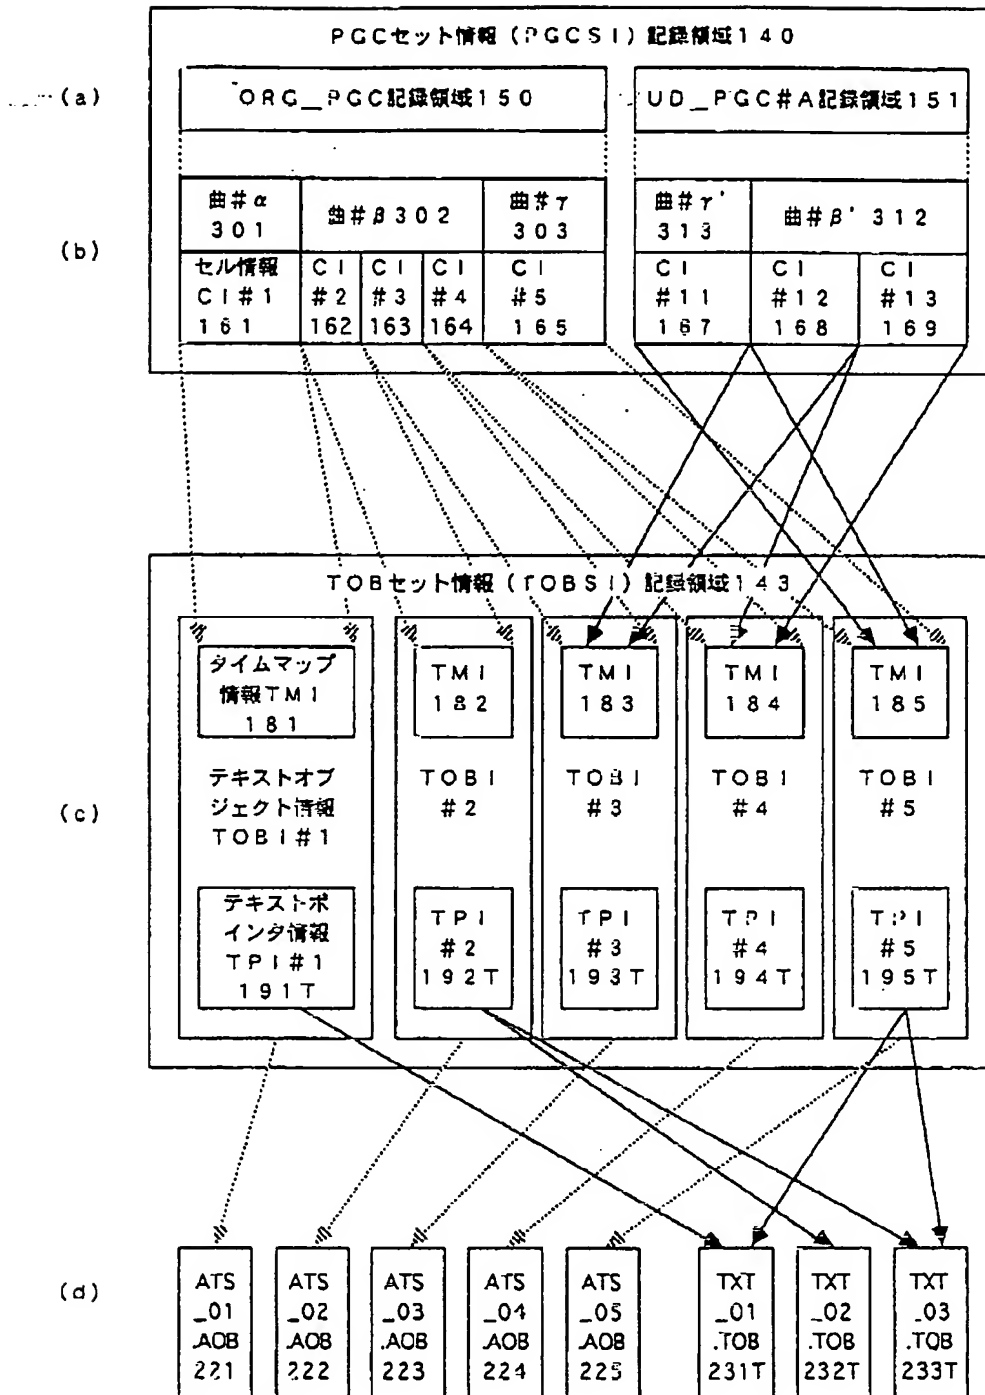 PGCセット情報（PGCSI）記録領域140
(a)
ORG_PGC記録領域150
UD_PGC#A記録領域151
(b)
曲#α
301
曲#β302
曲#γ
303
曲#γ'
313
曲#β' 312
セル情報
CI#1
161
CI
#2
162
CI
#3
163
CI
#4
164
CI
#5
165
CI
#11
167
CI
#12
168
CI
#13
169
TOBセット情報（TOBSI）記録領域143
(c)
タイムマップ
情報TMI
181
TMI
182
TMI
183
TMI
184
TMI
185
テキストオブ
ジェクト情報
TOBI#1
TOBI
#2
TOBI
#3
TOBI
#4
TOBI
#5
テキストポ
インタ情報
TPI#1
191T
TPI
#2
192T
TPI
#3
193T
TPI
#4
194T
TPI
#5
195T
(d)
ATS
_01
.AOB
221
ATS
_02
.AOB
222
ATS
_03
.AOB
223
ATS
_04
.AOB
224
ATS
_05
.AOB
225
TXT
_01
.TOB
231T
TXT
_02
.TOB
232T
TXT
_03
.TOB
233T